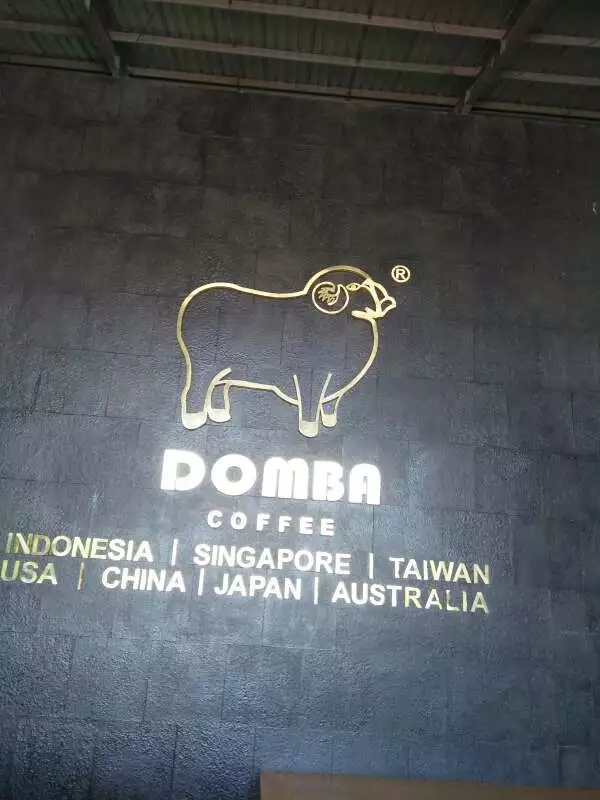 ®
DOMBA
COFFEE
INDONESIA | SINGAPORE | TAIWAN
USA | CHINA | JAPAN | AUSTRALIA